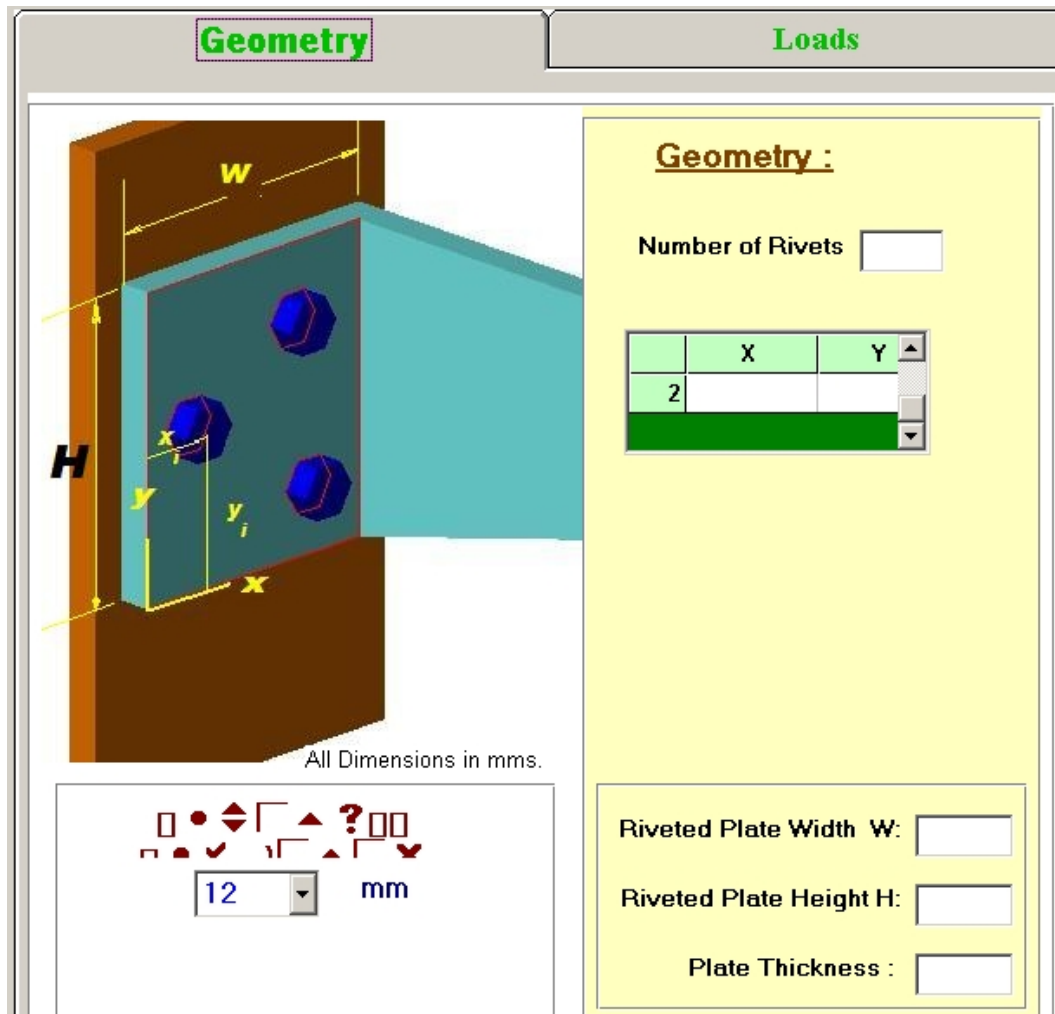 Geometry
Loads
W
H
x i
y
y i
x
All Dimensions in mms.
Geometry :
Number of Rivets
X Y
2
12 mm
Riveted Plate Width W:
Riveted Plate Height H:
Plate Thickness :